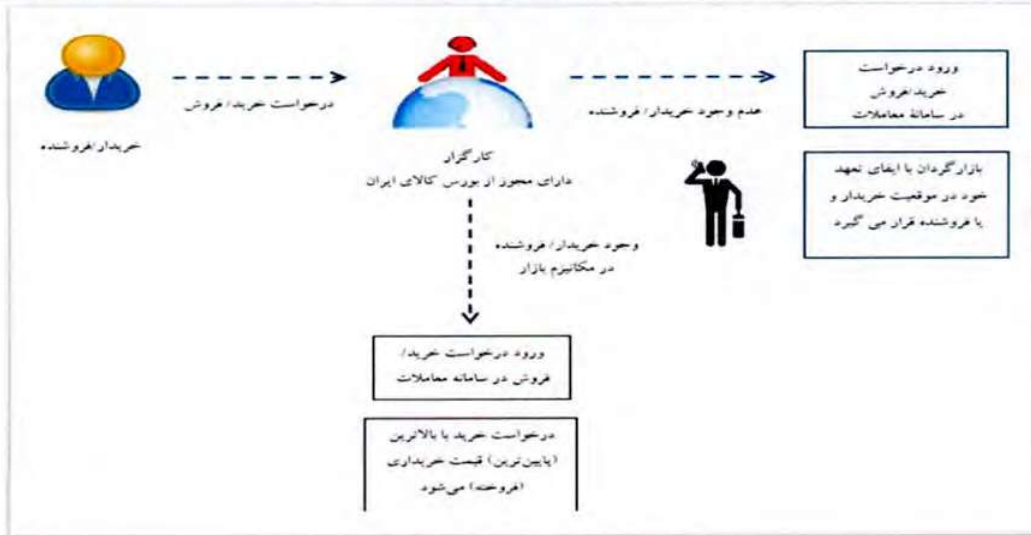 خریدار/فروشنده
درخواست خرید/ فروش
کارگزار
دارای مجوز از بورس کالای ایران
عدم وجود خریدار/ فروشنده
ورود درخواست
خرید/فروش
در سامانهٔ معاملات
بازارگردان با ایفای تعهد
خود در موقعیت خریدار و
یا فروشنده قرار می گیرد
وجود خریدار/ فروشنده
در مکانیزم بازار
ورود درخواست خرید/
فروش در سامانه معاملات
درخواست خرید با بالاترین
(پایین‌ترین) قیمت خریداری
(فروخته) می‌شود